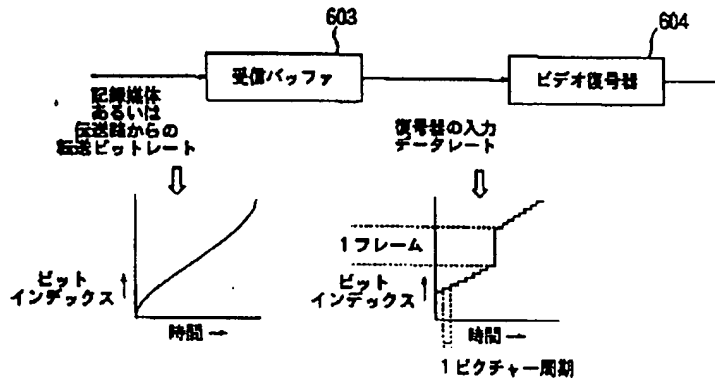 603
604
受信バッファ
ビデオ復号器
記録媒体
あるいは
伝送路からの
転送ビットレート
復号器の入力
データレート
1フレーム
ビット
インデックス
ビット
インデックス
時間
時間
1ピクチャー周期